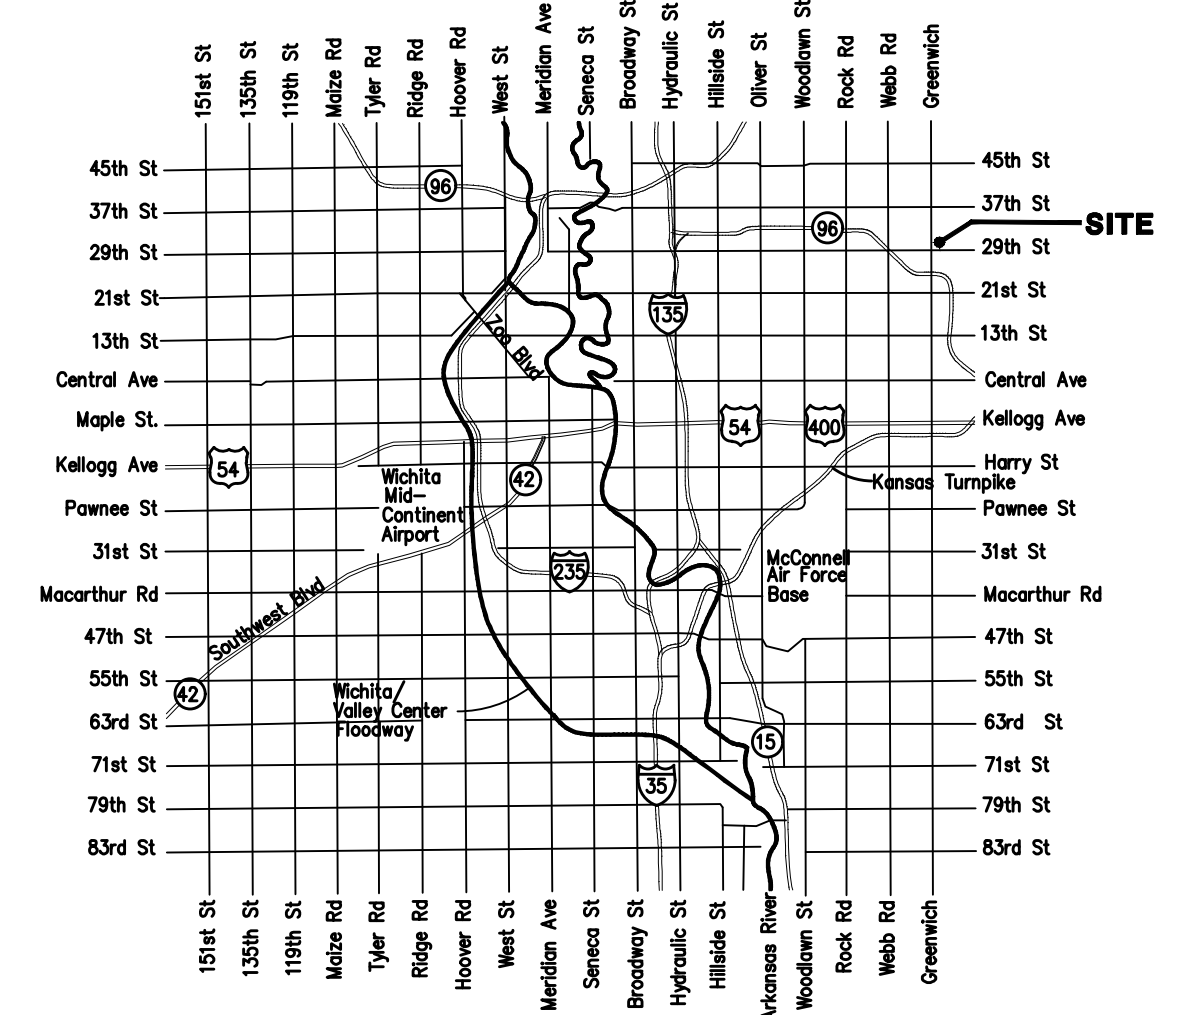 151st St
135th St
119th St
Maize Rd
Tyler Rd
Ridge Rd
Hoover Rd
West St
Meridian Ave
Seneca St
Broadway St
Hydraulic St
Hillside St
Oliver St
Woodlawn St
Rock Rd
Webb Rd
Greenwich
45th St
37th St
29th St
21st St
13th St
Central Ave
Maple St.
Kellogg Ave
Pawnee St
31st St
Macarthur Rd
47th St
55th St
63rd St
71st St
79th St
83rd St
96
96
SITE
135
Zoo Blvd
54
54
400
42
Wichita
Mid-
Continent
Airport
Kansas Turnpike
235
McConnell
Air Force
Base
Southwest Blvd
42
Wichita/
Valley Center
Floodway
15
35
45th St
37th St
29th St
21st St
13th St
Central Ave
Kellogg Ave
Harry St
Pawnee St
31st St
Macarthur Rd
47th St
55th St
63rd St
71st St
79th St
83rd St
151st St
135th St
119th St
Maize Rd
Tyler Rd
Ridge Rd
Hoover Rd
West St
Meridian Ave
Seneca St
Broadway St
Hydraulic St
Hillside St
Arkansas River
Woodlawn St
Rock Rd
Webb Rd
Greenwich